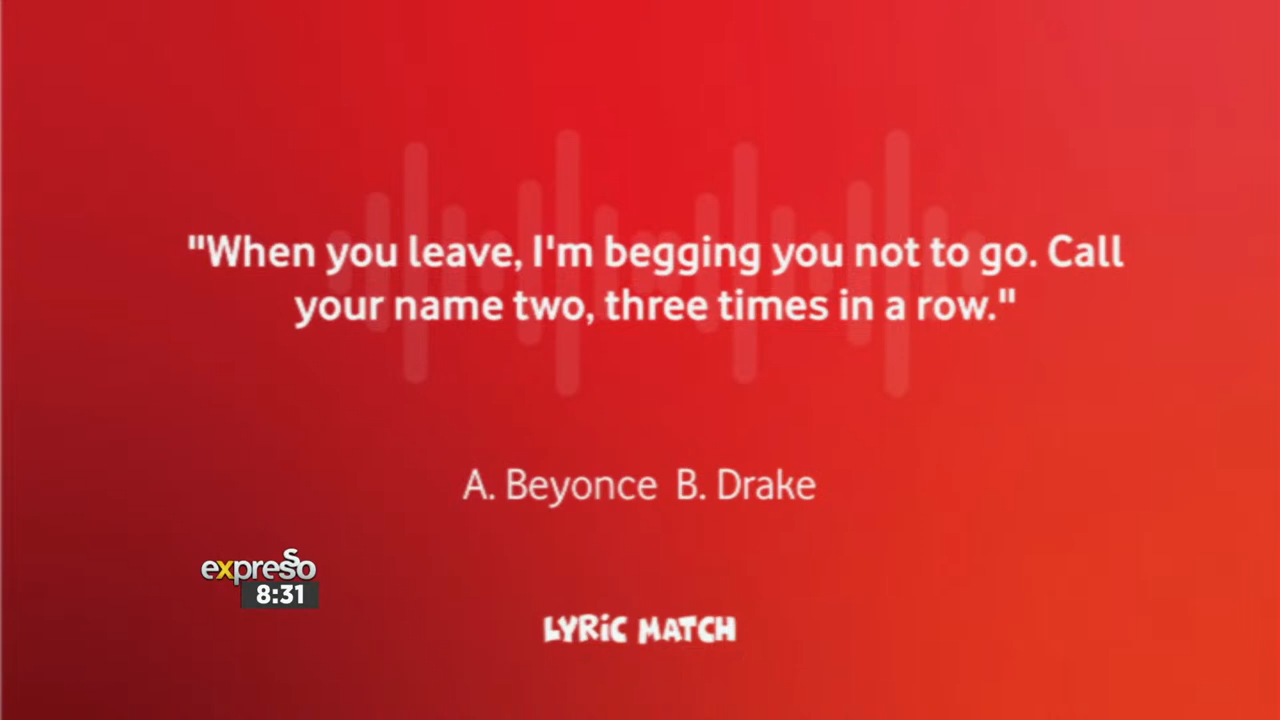 "When you leave, I'm begging you not to go. Call
your name two, three times in a row."
A. Beyonce B. Drake
expresso
8:31
LYRiC MATCH